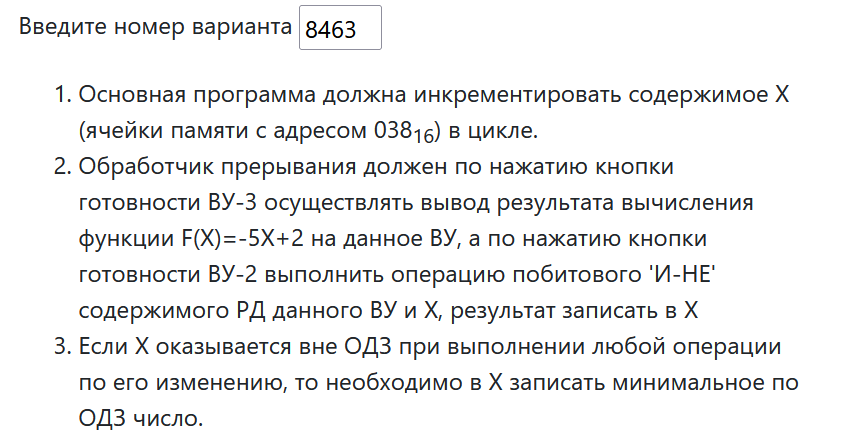 Введите номер варианта 8463
1. Основная программа должна инкрементировать содержимое X
(ячейки памяти с адресом 038₁₆) в цикле.
2. Обработчик прерывания должен по нажатию кнопки
готовности ВУ-3 осуществлять вывод результата вычисления
функции F(X)=-5X+2 на данное ВУ, a по нажатию кнопки
готовности ВУ-2 выполнить операцию побитового 'И-НЕ'
содержимого РД данного ВУ и X, результат записать в X
3. Если X оказывается вне ОДЗ при выполнении любой операции
по его изменению, то необходимо в X записать минимальное по
ОДЗ число.